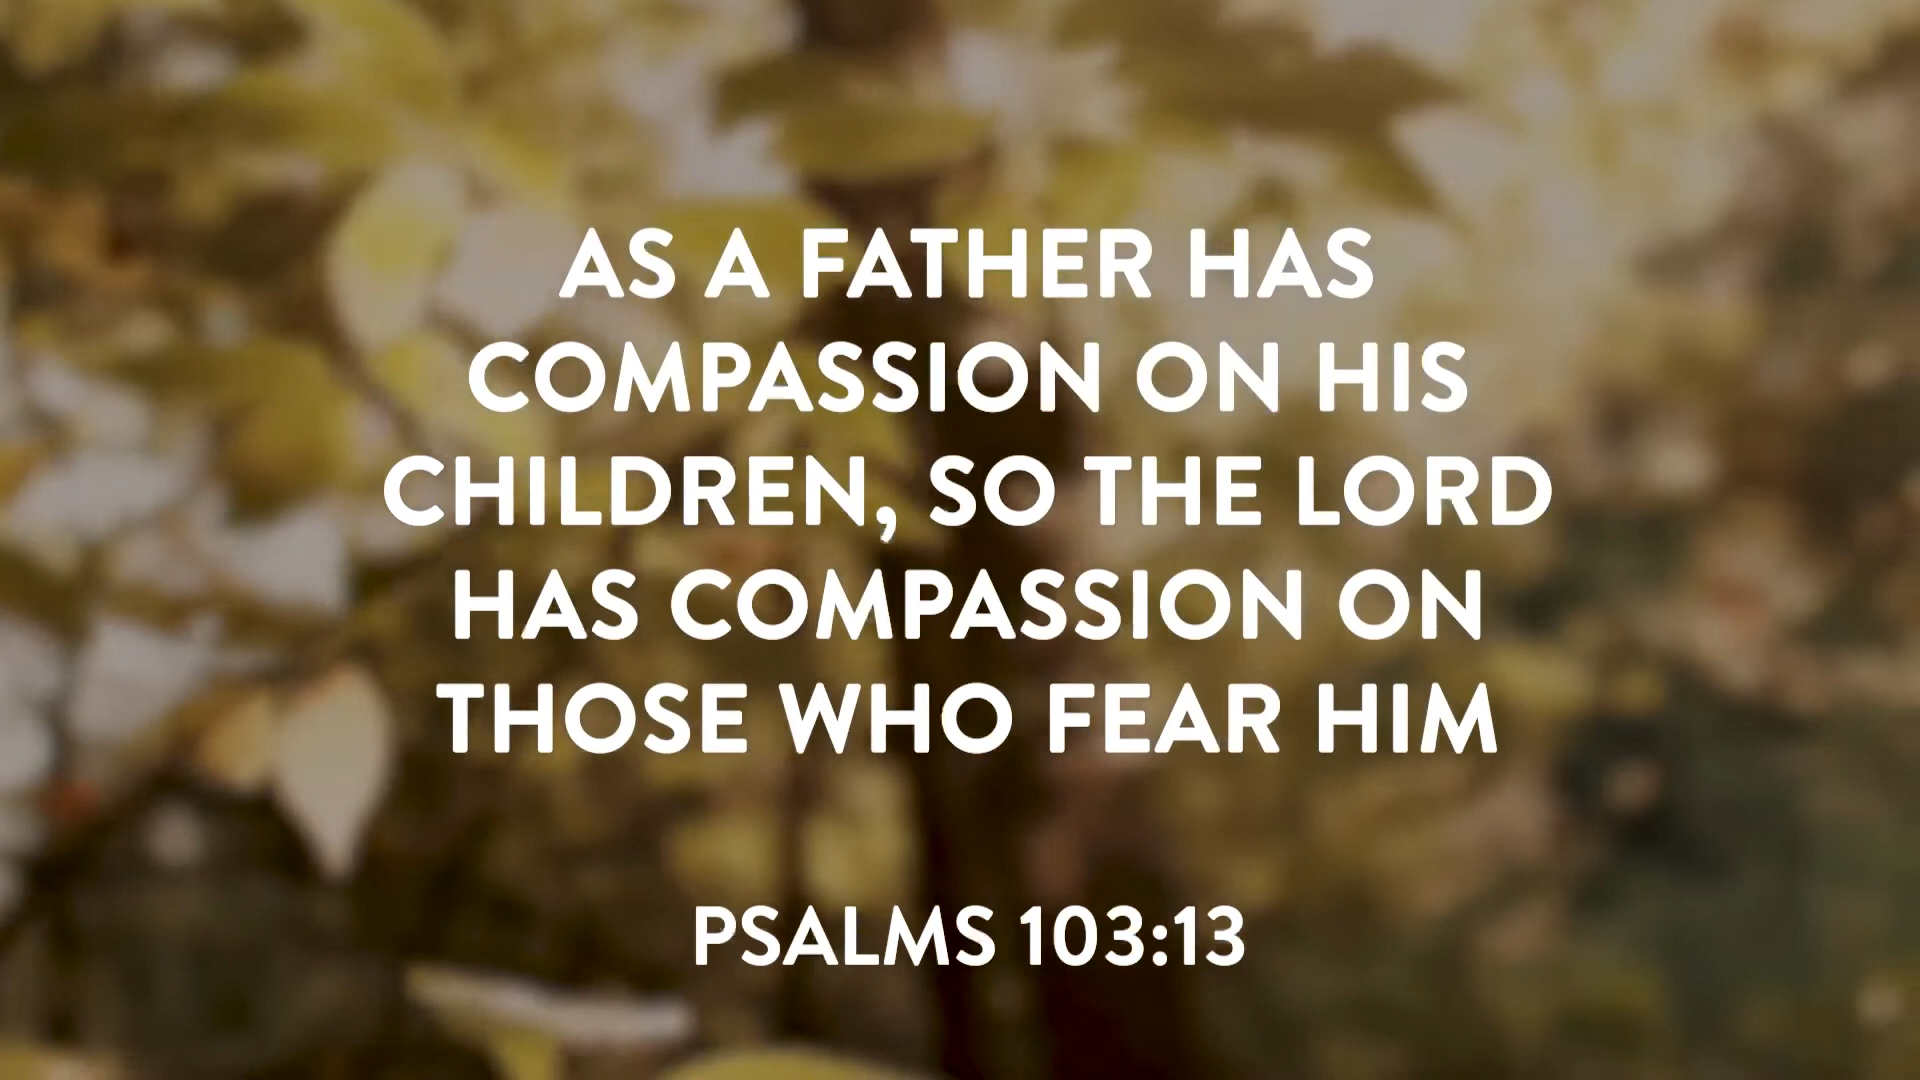 AS A FATHER HAS
COMPASSION ON HIS
CHILDREN, SO THE LORD
HAS COMPASSION ON
THOSE WHO FEAR HIM
PSALMS 103:13